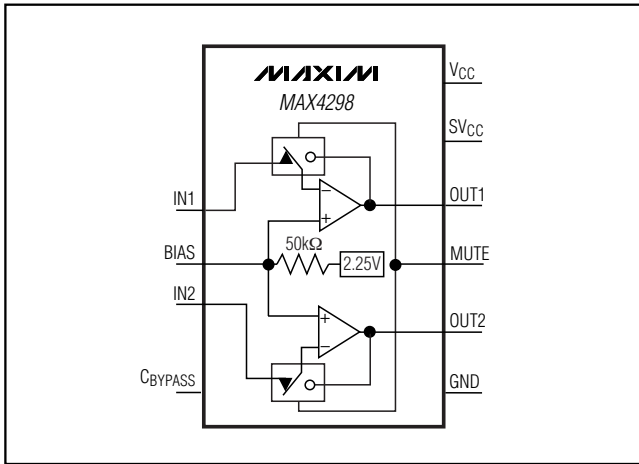 MAXIM
MAX4298
VCC
SVCC
IN1
OUT1
−
+
BIAS
50kΩ
2.25V
MUTE
IN2
+
OUT2
−
CBYPASS
GND